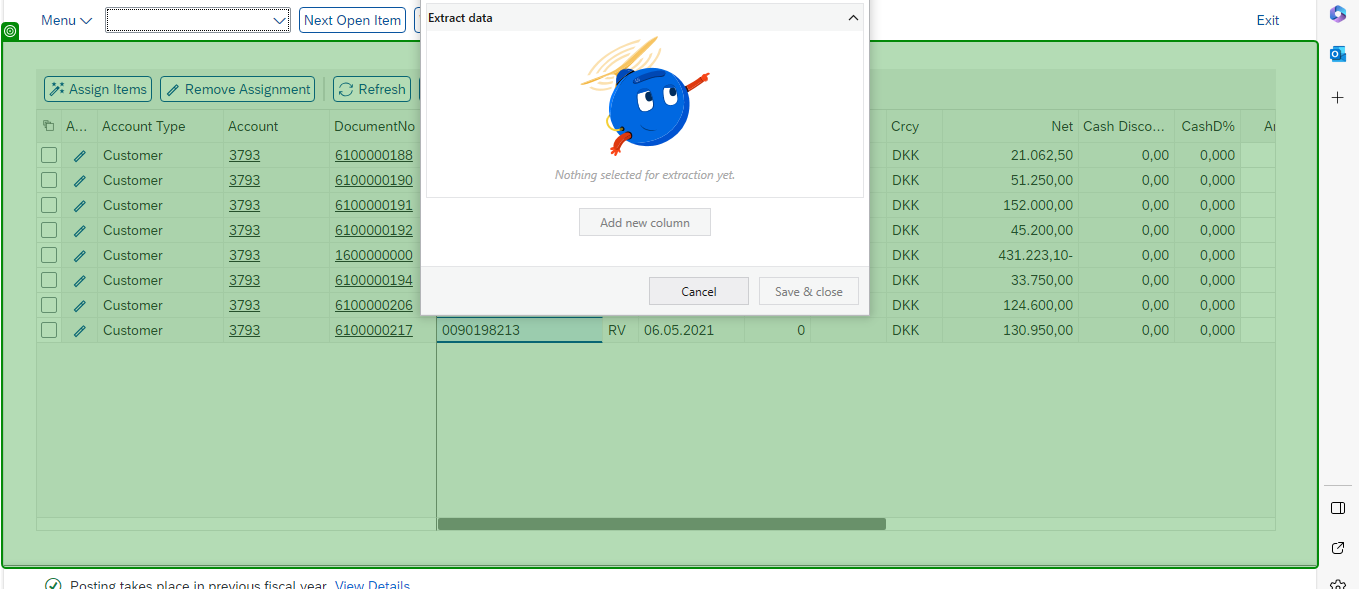 Menu Next Open Item Exit
Extract data
Nothing selected for extraction yet.
Add new column
Cancel Save & close
Assign Items Remove Assignment Refresh
A... Account Type Account DocumentNo Crcy Net Cash Disco... CashD%
Customer 3793 6100000188 DKK 21.062,50 0,00 0,000
Customer 3793 6100000190 DKK 51.250,00 0,00 0,000
Customer 3793 6100000191 DKK 152.000,00 0,00 0,000
Customer 3793 6100000192 DKK 45.200,00 0,00 0,000
Customer 3793 1600000000 DKK 431.223,10- 0,00 0,000
Customer 3793 6100000194 DKK 33.750,00 0,00 0,000
Customer 3793 6100000206 DKK 124.600,00 0,00 0,000
Customer 3793 6100000217 0090198213 RV 06.05.2021 0 DKK 130.950,00 0,00 0,000
Posting takes place in previous fiscal year. View Details